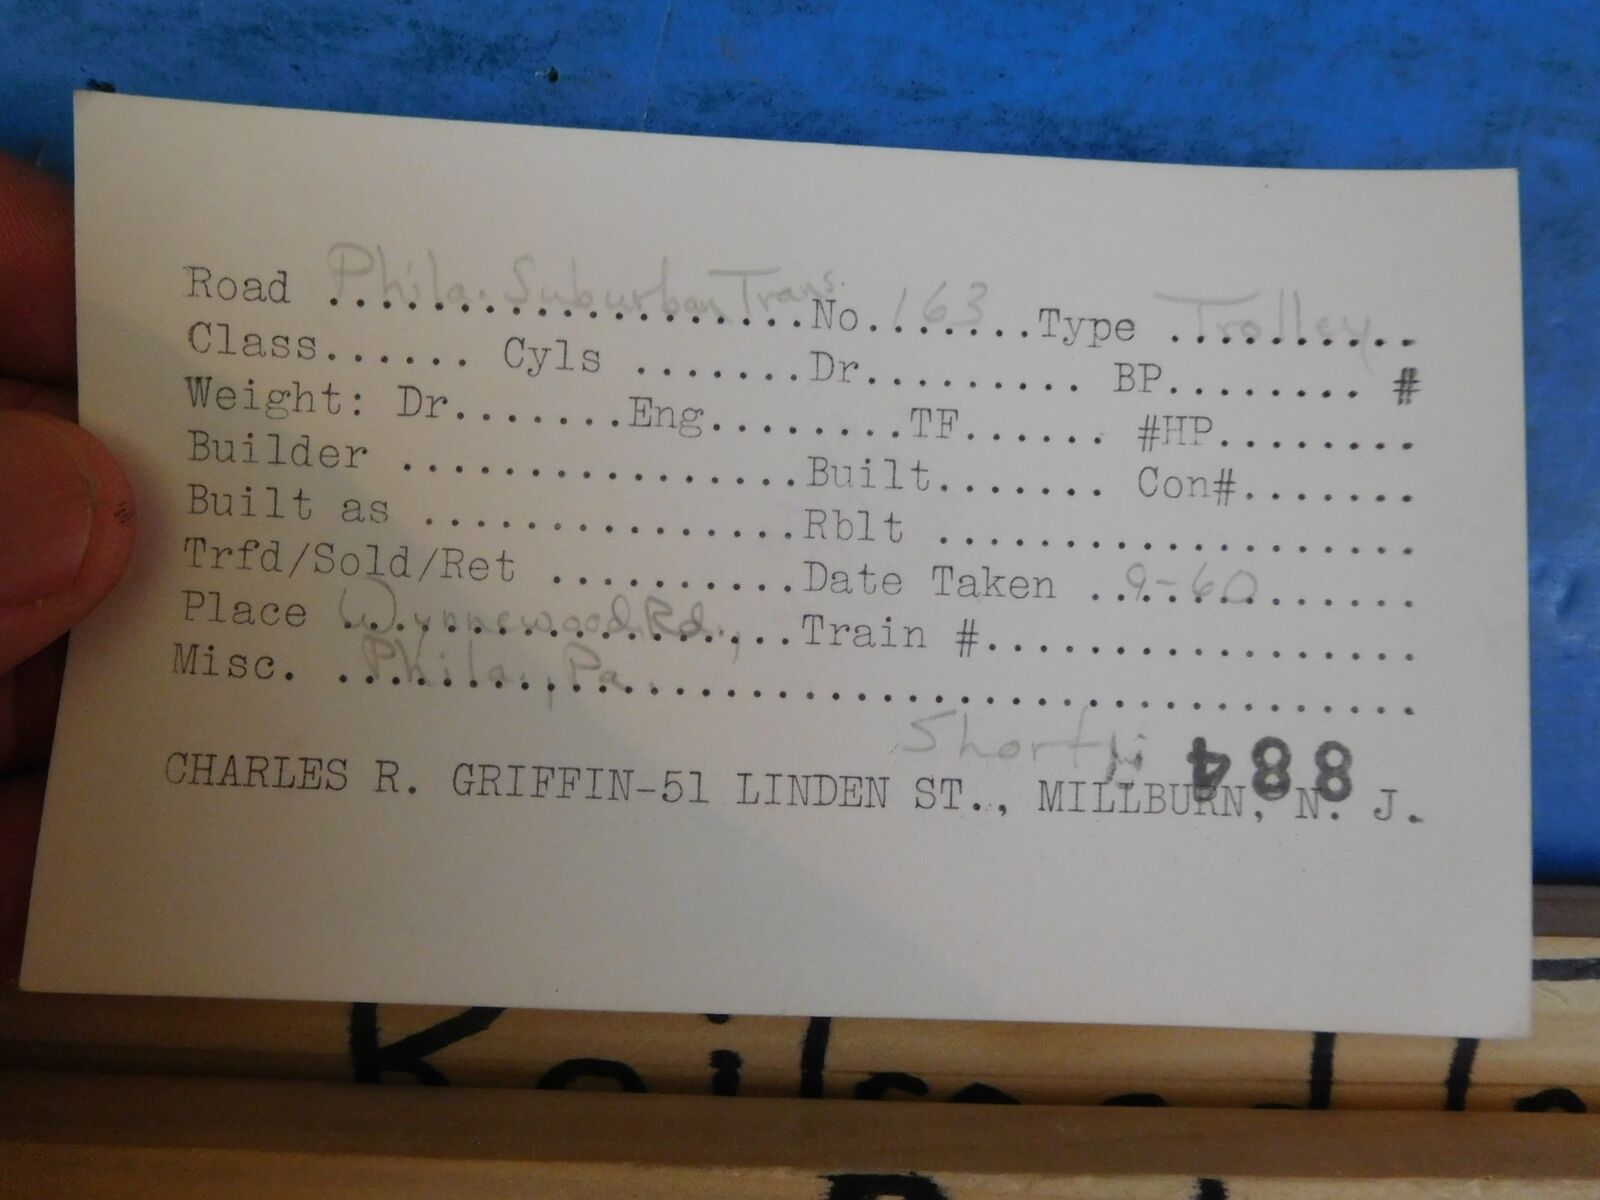 Road Phila. Suburban Trans. No. 163 Type Trolley
Class...... Cyls .......Dr.......... BP........ #
Weight: Dr.......Eng.........TF...... #HP........
Builder ................Built....... Con#.......
Built as ...............Rblt ...................
Trfd/Sold/Ret ..........Date Taken 9-60
Place Wynnewood Rd., Train #.................
Misc. Phila., Pa.
884
CHARLES R. GRIFFIN-51 LINDEN ST., MILLBURN, N. J.